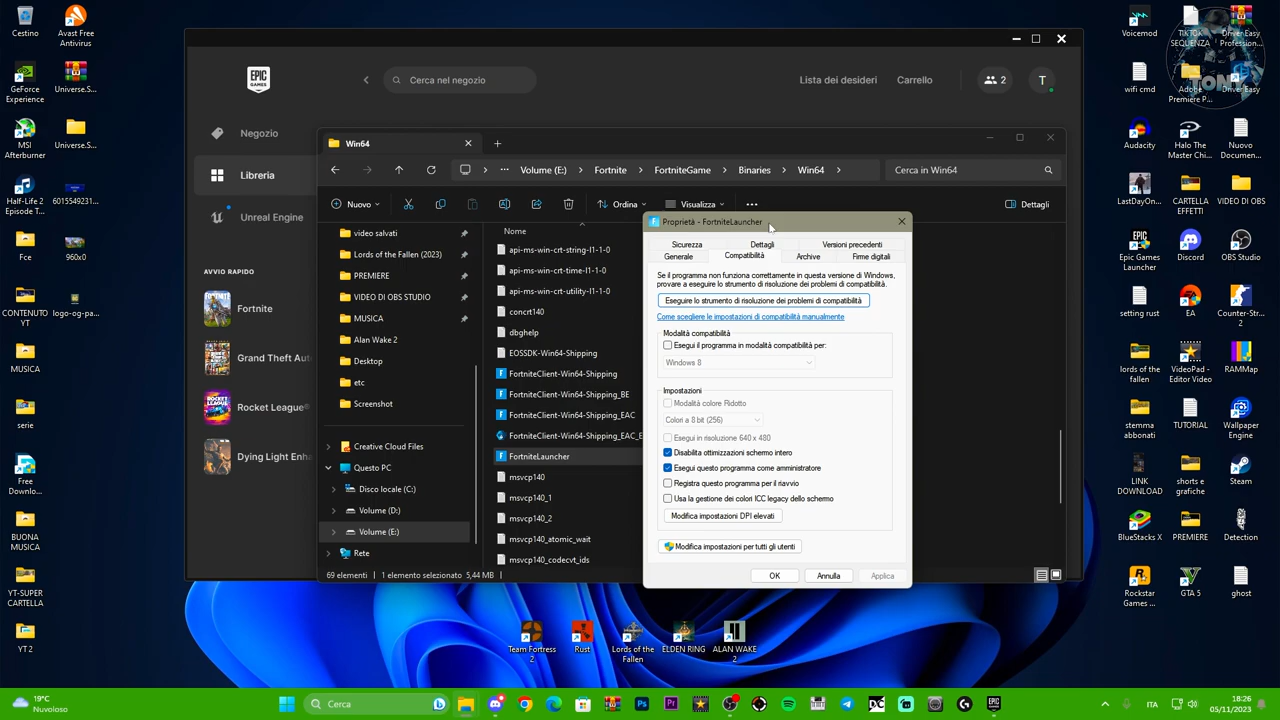 Cestino
Avast Free
Antivirus
GeForce
Experience
Universe.S...
MSI
Afterburner
Universe.S...
Half-Life 2
Episode T...
6015549231...
Fce
960x0
CONTENUTO
YT
logo-og-pa...
MUSICA
serie
Free
Downlo...
BUONA
MUSICA
YT-SUPER
CARTELLA
YT 2
EPIC
GAMES
Cerca nel negozio
Lista dei desideri
Carrello
2
T
Negozio
Libreria
Unreal Engine
AVVIO RAPIDO
Fortnite
Grand Theft Aut
Rocket League®
Dying Light Enha
Win64
Volume (E:)
Fortnite
FortniteGame
Binaries
Win64
Cerca in Win64
Nuovo
Ordina
Visualizza
Dettagli
video salvati
Lords of the Fallen (2023)
PREMIERE
VIDEO DI OBS STUDIO
MUSICA
Alan Wake 2
Desktop
etc
Screenshot
Creative Cloud Files
Questo PC
Disco locale (C:)
Volume (D:)
Volume (E:)
Rete
Nome
api-ms-win-crt-string-l1-1-0
api-ms-win-crt-time-l1-1-0
api-ms-win-crt-utility-l1-1-0
concrt140
dbghelp
EOSSDK-Win64-Shipping
FortniteClient-Win64-Shipping
FortniteClient-Win64-Shipping_BE
FortniteClient-Win64-Shipping_EAC
FortniteClient-Win64-Shipping_EAC_E
FortniteLauncher
msvcp140
msvcp140_1
msvcp140_2
msvcp140_atomic_wait
msvcp140_codecvt_ids
69 elementi
1 elemento selezionato 5,44 MB
Proprietà - FortniteLauncher
Sicurezza
Dettagli
Versioni precedenti
Generale
Compatibilità
Archive
Firme digitali
Se il programma non funziona correttamente in questa versione di Windows,
provare a eseguire lo strumento di risoluzione dei problemi di compatibilità.
Eseguire lo strumento di risoluzione dei problemi di compatibilità
Come scegliere le impostazioni di compatibilità manualmente
Modalità compatibilità
Esegui il programma in modalità compatibilità per:
Windows 8
Impostazioni
Modalità colore Ridotto
Colori a 8 bit (256)
Esegui in risoluzione 640 x 480
Disabilita ottimizzazioni schermo intero
Esegui questo programma come amministratore
Registra questo programma per il riavvio
Usa la gestione dei colori ICC legacy dello schermo
Modifica impostazioni DPI elevati
Modifica impostazioni per tutti gli utenti
OK
Annulla
Applica
Voicemod
TIKTOK
SEQUENZA
Driver Easy
Profession...
wifi cmd
Adobe
Premiere P...
Driver Easy
TONY
Audacity
Halo The
Master Chi...
Nuovo
Documen...
LastDayOn...
CARTELLA
EFFETTI
VIDEO DI OBS
Epic Games
Launcher
Discord
OBS Studio
setting rust
EA
Counter-Str...
2
lords of the
fallen
VideoPad -
Editor Video
RAMMap
stemma
abbonati
TUTORIAL
Wallpaper
Engine
LINK
DOWNLOAD
shorts e
grafiche
Steam
BlueStacks X
PREMIERE
Detection
Rockstar
Games ...
GTA 5
ghost
Team Fortress
2
Rust
Lords of the
Fallen
ELDEN RING
ALAN WAKE
2
19°C
Nuvoloso
Cerca
ITA
18:26
05/11/2023